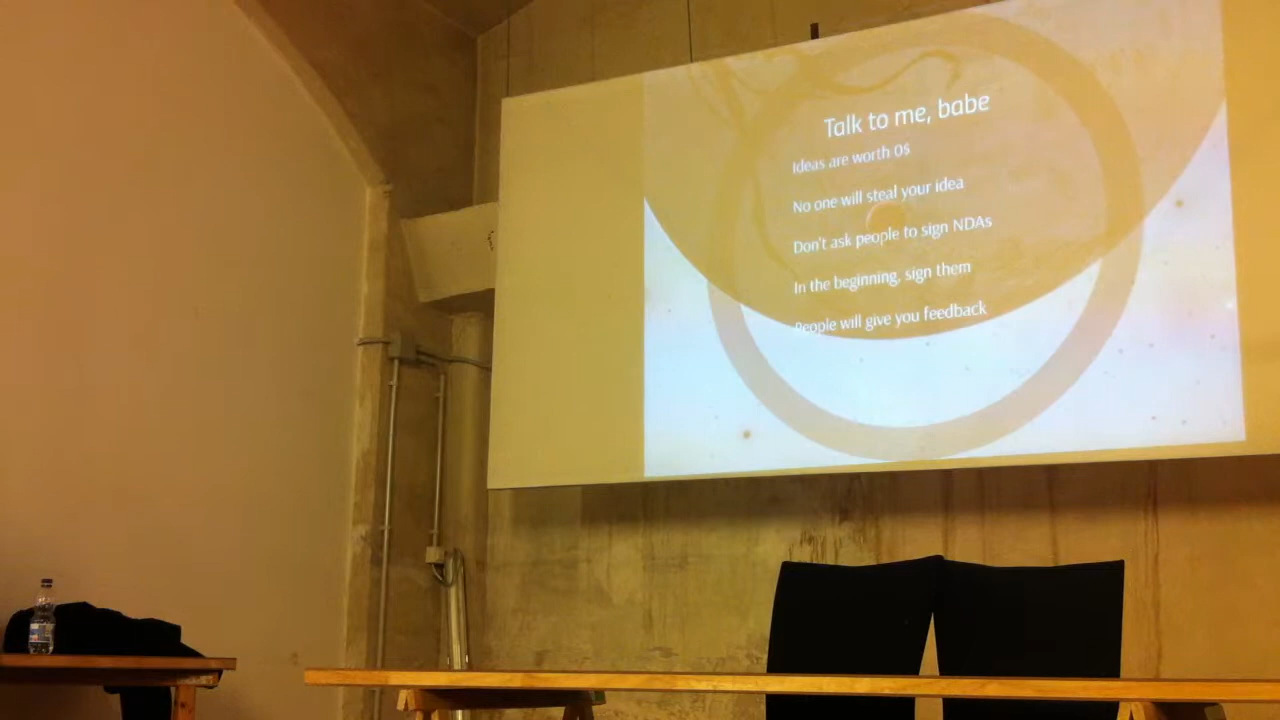 Talk to me, babe
Ideas are worth 0$
No one will steal your idea
Don't ask people to sign NDAs
In the beginning, sign them
People will give you feedback